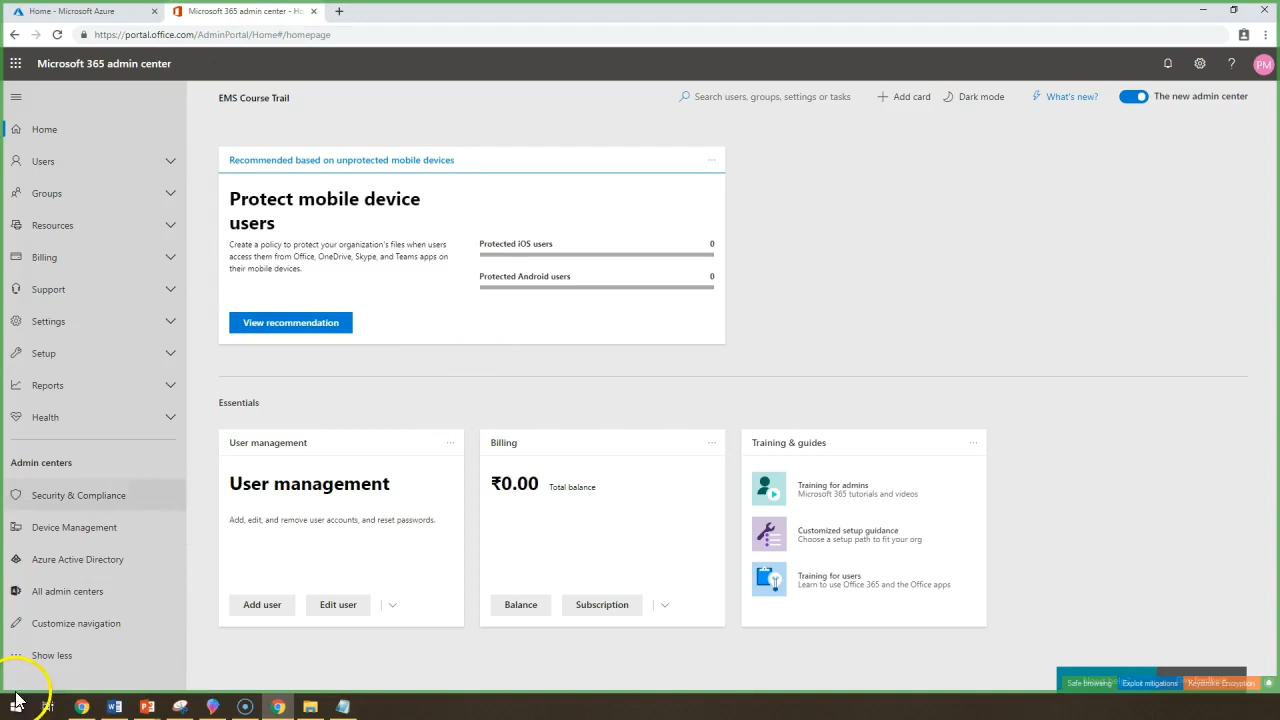 Home - Microsoft Azure
Microsoft 365 admin center - Ho
https://portal.office.com/AdminPortal/Home#/homepage
Microsoft 365 admin center
PM
EMS Course Trail
Search users, groups, settings or tasks
Add card
Dark mode
What's new?
The new admin center
Home
Users
Groups
Resources
Billing
Support
Settings
Setup
Reports
Health
Admin centers
Security & Compliance
Device Management
Azure Active Directory
All admin centers
Customize navigation
Show less
Recommended based on unprotected mobile devices
Protect mobile device
users
Create a policy to protect your organization's files when users
access them from Office, OneDrive, Skype, and Teams apps on
their mobile devices.
Protected iOS users 0
Protected Android users 0
View recommendation
Essentials
User management
User management
Add, edit, and remove user accounts, and reset passwords.
Add user
Edit user
Billing
₹0.00 Total balance
Balance
Subscription
Training & guides
Training for admins
Microsoft 365 tutorials and videos
Customized setup guidance
Choose a setup path to fit your org
Training for users
Learn to use Office 365 and the Office apps
Safe browsing
Exploit mitigations
Keystroke Encryption